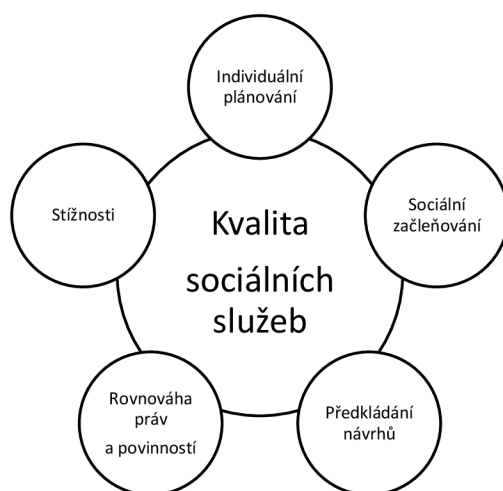 Individuální
plánování
Stížnosti
Sociální
začleňování
Kvalita
sociálních
služeb
Rovnováha
práv
a povinností
Předkládání
návrhů